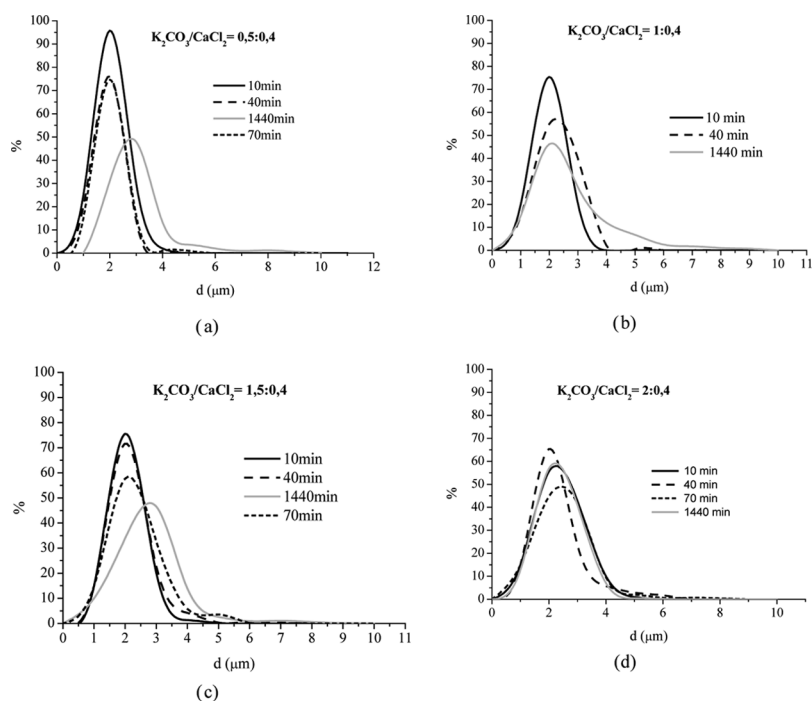 K₂CO₃/CaCl₂= 0,5:0,4
10min
40min
1440min
70min
%
100
90
80
70
60
50
40
30
20
10
0
0 2 4 6 8 10 12
d (μm)
(a)
K₂CO₃/CaCl₂= 1:0,4
10 min
40 min
1440 min
%
100
90
80
70
60
50
40
30
20
10
0
0 1 2 3 4 5 6 7 8 9 10 11
d (μm)
(b)
K₂CO₃/CaCl₂= 1,5:0,4
10min
40min
1440min
70min
%
100
90
80
70
60
50
40
30
20
10
0
0 1 2 3 4 5 6 7 8 9 10 11
d (μm)
(c)
K₂CO₃/CaCl₂= 2:0,4
10 min
40 min
70 min
1440 min
%
100
90
80
70
60
50
40
30
20
10
0
0 2 4 6 8 10
d (μm)
(d)